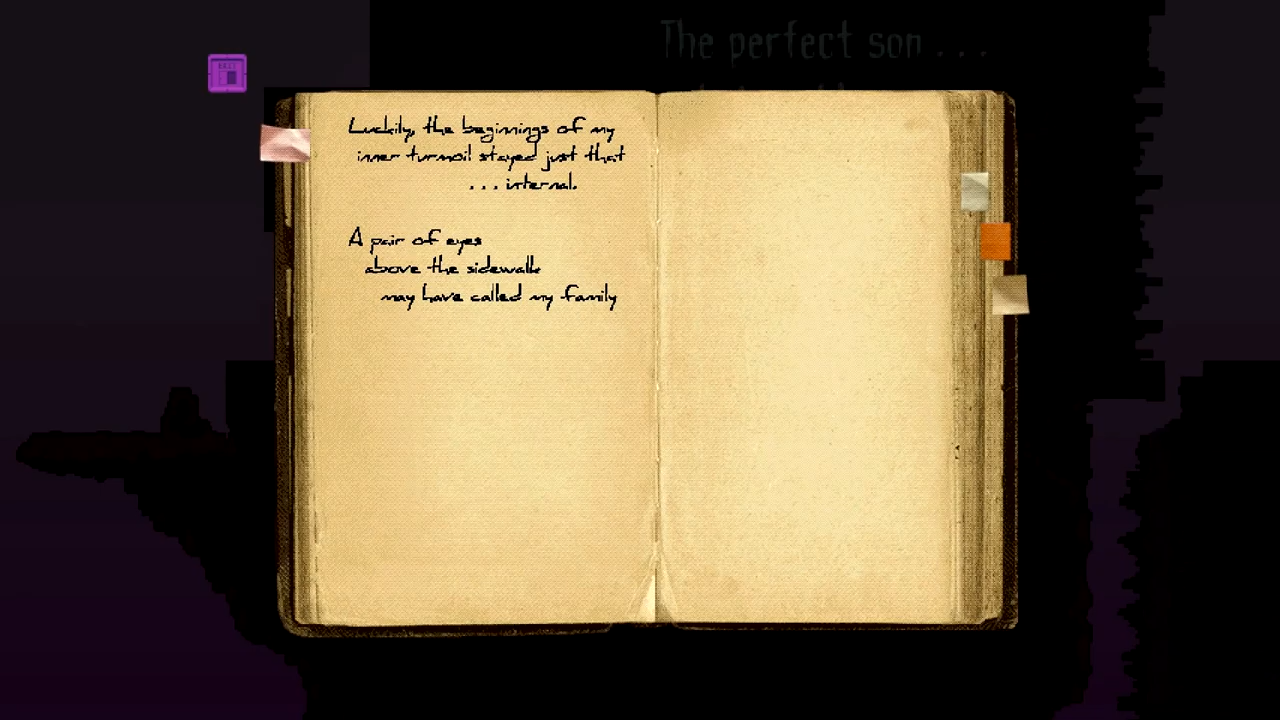 The perfect son...
Luckily, the beginnings of my
inner turmoil stayed just that
... internal.
A pair of eyes
above the sidewalk
may have called my family